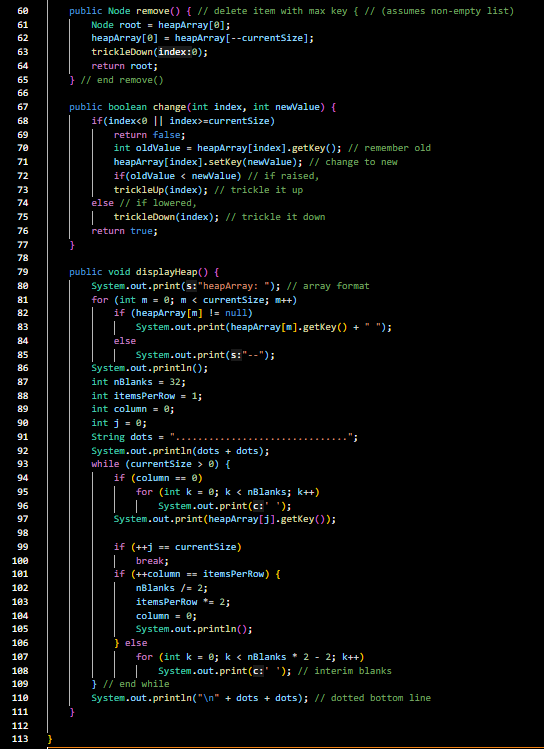 60 public Node remove() { // delete item with max key { // (assumes non-empty list)
61 Node root = heapArray[0];
62 heapArray[0] = heapArray[--currentSize];
63 trickleDown(index:0);
64 return root;
65 } // end remove()
66
67 public boolean change(int index, int newValue) {
68 if(index<0 || index>=currentSize)
69 return false;
70 int oldValue = heapArray[index].getKey(); // remember old
71 heapArray[index].setKey(newValue); // change to new
72 if(oldValue < newValue) // if raised,
73 trickleUp(index); // trickle it up
74 else // if lowered,
75 trickleDown(index); // trickle it down
76 return true;
77 }
78
79 public void displayHeap() {
80 System.out.print(s:"heapArray: "); // array format
81 for (int m = 0; m < currentSize; m++)
82 if (heapArray[m] != null)
83 System.out.print(heapArray[m].getKey() + " ");
84 else
85 System.out.print(s:"--");
86 System.out.println();
87 int nBlanks = 32;
88 int itemsPerRow = 1;
89 int column = 0;
90 int j = 0;
91 String dots = "...............................";
92 System.out.println(dots + dots);
93 while (currentSize > 0) {
94 if (column == 0)
95 for (int k = 0; k < nBlanks; k++)
96 System.out.print(c:' ');
97 System.out.print(heapArray[j].getKey());
98
99 if (++j == currentSize)
100 break;
101 if (++column == itemsPerRow) {
102 nBlanks /= 2;
103 itemsPerRow *= 2;
104 column = 0;
105 System.out.println();
106 } else
107 for (int k = 0; k < nBlanks * 2 - 2; k++)
108 System.out.print(c:' '); // interim blanks
109 } // end while
110 System.out.println("\n" + dots + dots); // dotted bottom line
111 }
112
113 }